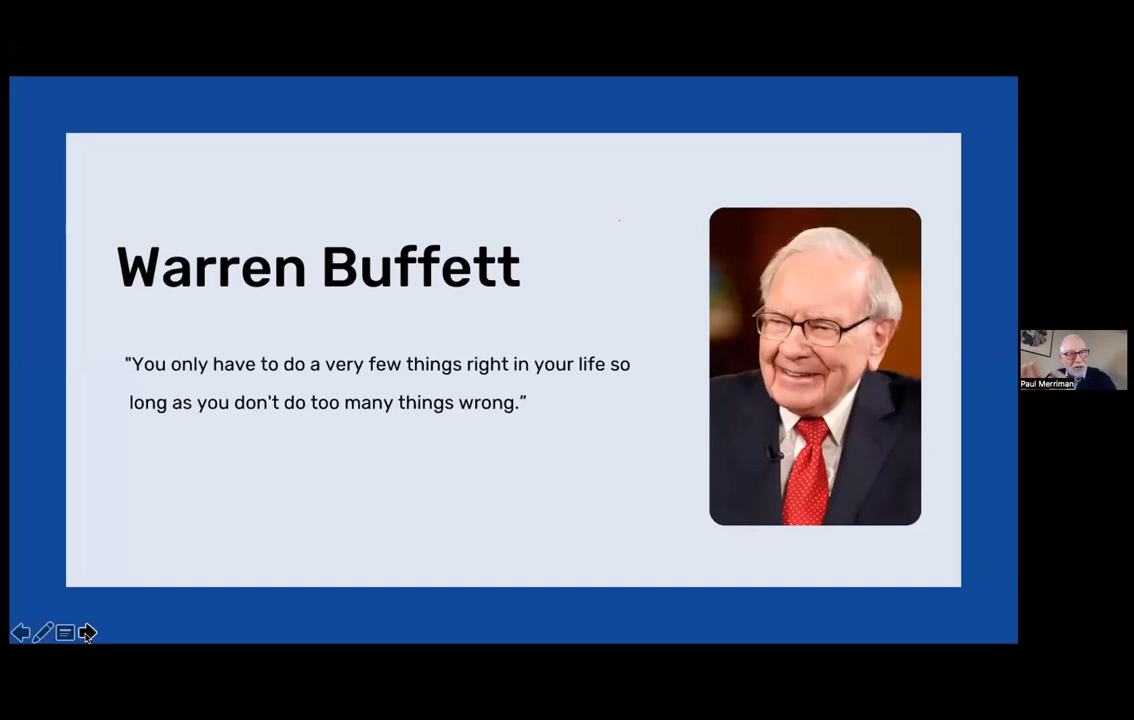 Warren Buffett
"You only have to do a very few things right in your life so
long as you don't do too many things wrong.”
Paul Merriman